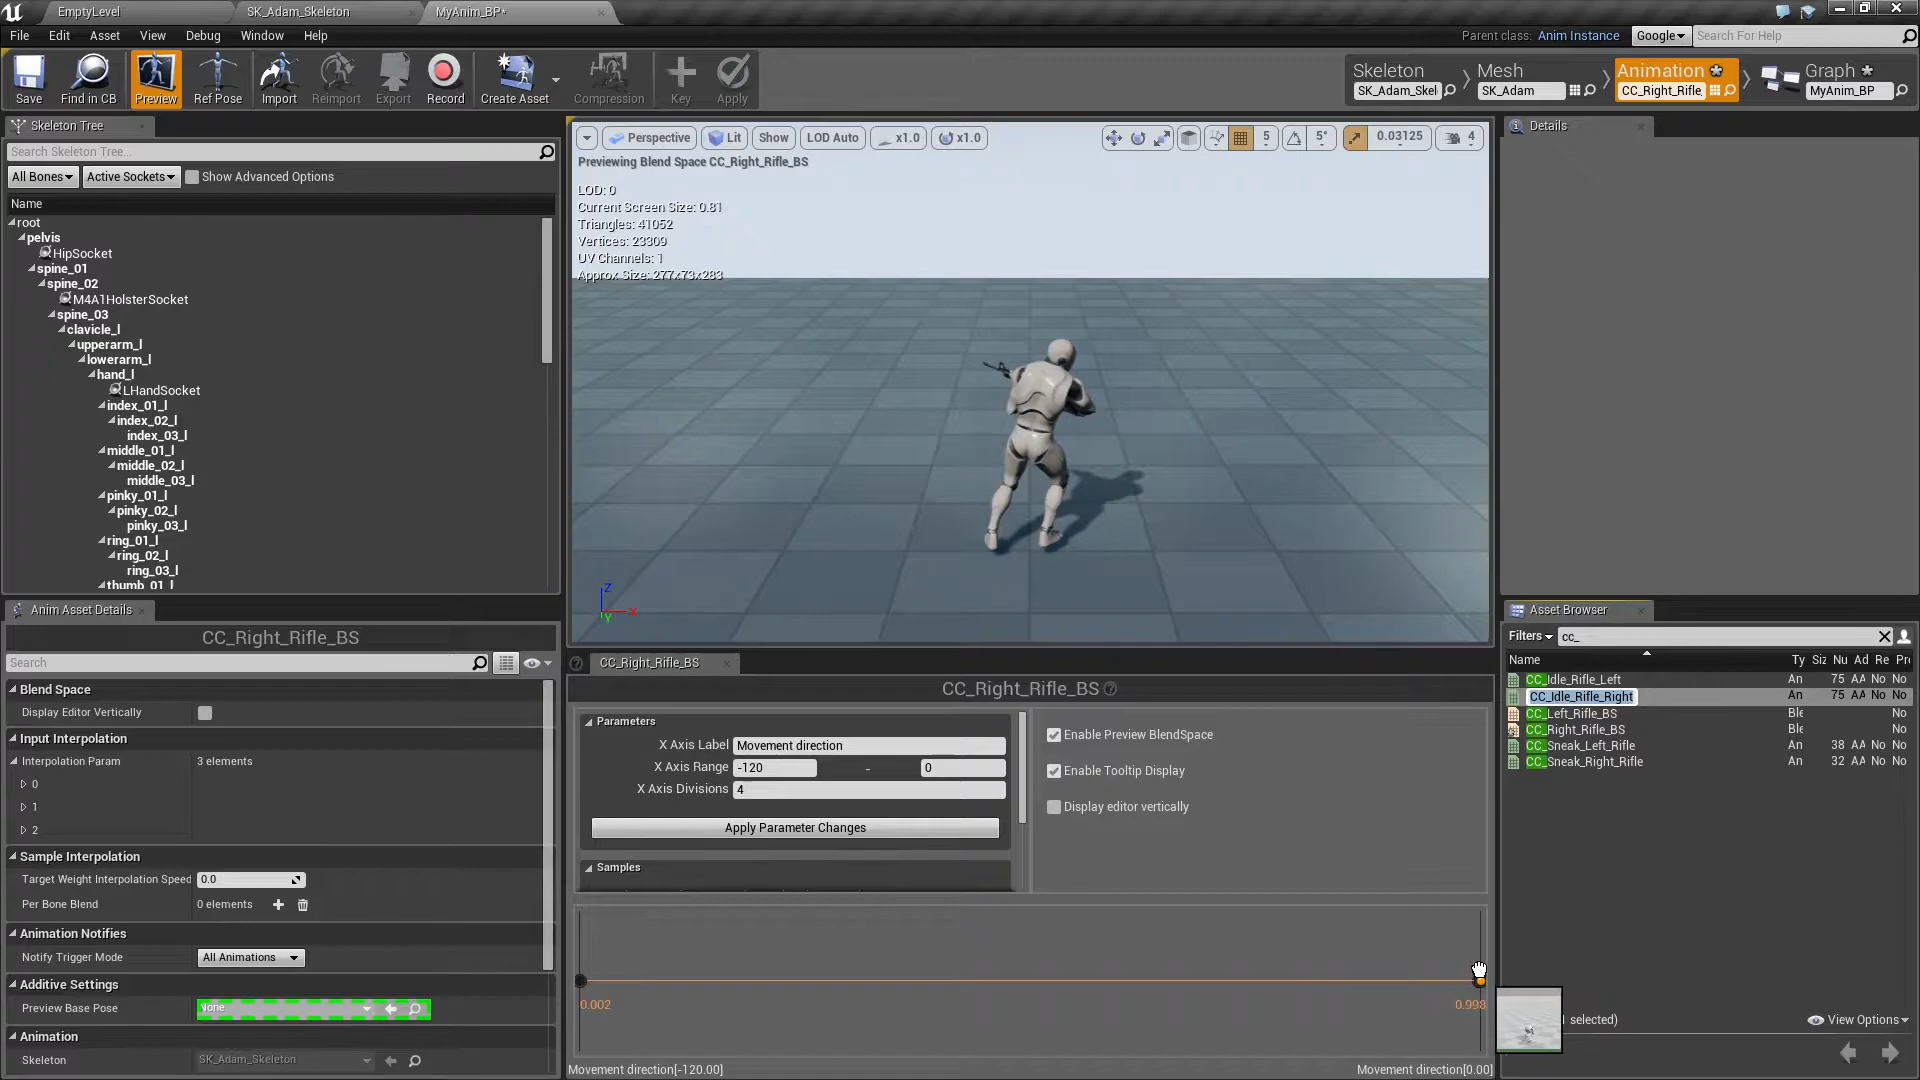 EmptyLevel
SK_Adam_Skeleton
MyAnim_BP*
File Edit Asset View Debug Window Help
Parent class: Anim Instance
Google
Search For Help
Save
Find in CB
Preview
Ref Pose
Import
Reimport
Export
Record
Create Asset
Compression
Key
Apply
Skeleton
SK_Adam_Skel
Mesh
SK_Adam
Animation
CC_Right_Rifle_
Graph
MyAnim_BP
Skeleton Tree
Search Skeleton Tree...
All Bones
Active Sockets
Show Advanced Options
Name
root
pelvis
HipSocket
spine_01
spine_02
M4A1HolsterSocket
spine_03
clavicle_l
upperarm_l
lowerarm_l
hand_l
LHandSocket
index_01_l
index_02_l
index_03_l
middle_01_l
middle_02_l
middle_03_l
pinky_01_l
pinky_02_l
pinky_03_l
ring_01_l
ring_02_l
ring_03_l
thumb_01_l
Perspective
Lit
Show
LOD Auto
x1.0
x1.0
5
5°
0.03125
4
Previewing Blend Space CC_Right_Rifle_BS
LOD: 0
Current Screen Size: 0.81
Triangles: 41052
Vertices: 23309
UV Channels: 1
Approx Size: 277x73x283
Z
X
Y
Details
Anim Asset Details
CC_Right_Rifle_BS
Search
Blend Space
Display Editor Vertically
Input Interpolation
Interpolation Param 3 elements
0
1
2
Sample Interpolation
Target Weight Interpolation Speed 0.0
Per Bone Blend 0 elements
Animation Notifies
Notify Trigger Mode All Animations
Additive Settings
Preview Base Pose None
Animation
Skeleton SK_Adam_Skeleton
CC_Right_Rifle_BS
CC_Right_Rifle_BS
Parameters
X Axis Label Movement direction
X Axis Range -120 - 0
X Axis Divisions 4
Apply Parameter Changes
Samples
Enable Preview BlendSpace
Enable Tooltip Display
Display editor vertically
0.002
0.998
Movement direction[-120.00]
Movement direction[0.00]
Asset Browser
Filters
cc_
Name Ty Siz Nu Ad Re Pr
CC_Idle_Rifle_Left An 75 AA No No
CC_Idle_Rifle_Right An 75 AA No No
CC_Left_Rifle_BS Ble No
CC_Right_Rifle_BS Ble No
CC_Sneak_Left_Rifle An 38 AA No No
CC_Sneak_Right_Rifle An 32 AA No No
selected)
View Options